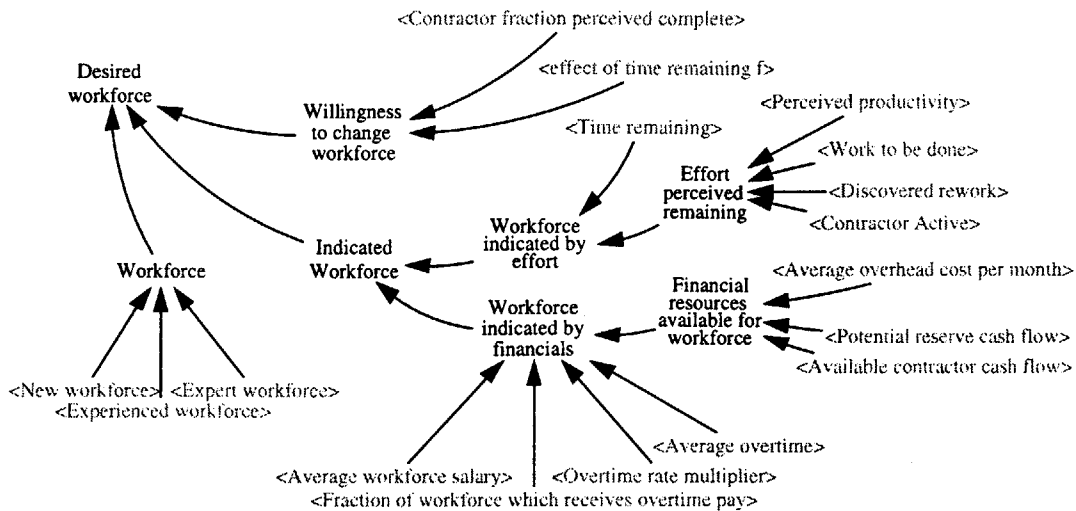 <Contractor fraction perceived complete>
<effect of time remaining f>
Desired
workforce
Willingness
to change
workforce
<Time remaining>
<Perceived productivity>
<Work to be done>
Effort
perceived
remaining
<Discovered rework>
<Contractor Active>
Workforce
indicated by
effort
Indicated
Workforce
Workforce
<Average overhead cost per month>
Financial
resources
available for
workforce
Workforce
indicated by
financials
<Potential reserve cash flow>
<Available contractor cash flow>
<New workforce>
<Expert workforce>
<Experienced workforce>
<Average overtime>
<Average workforce salary>
<Overtime rate multiplier>
<Fraction of workforce which receives overtime pay>